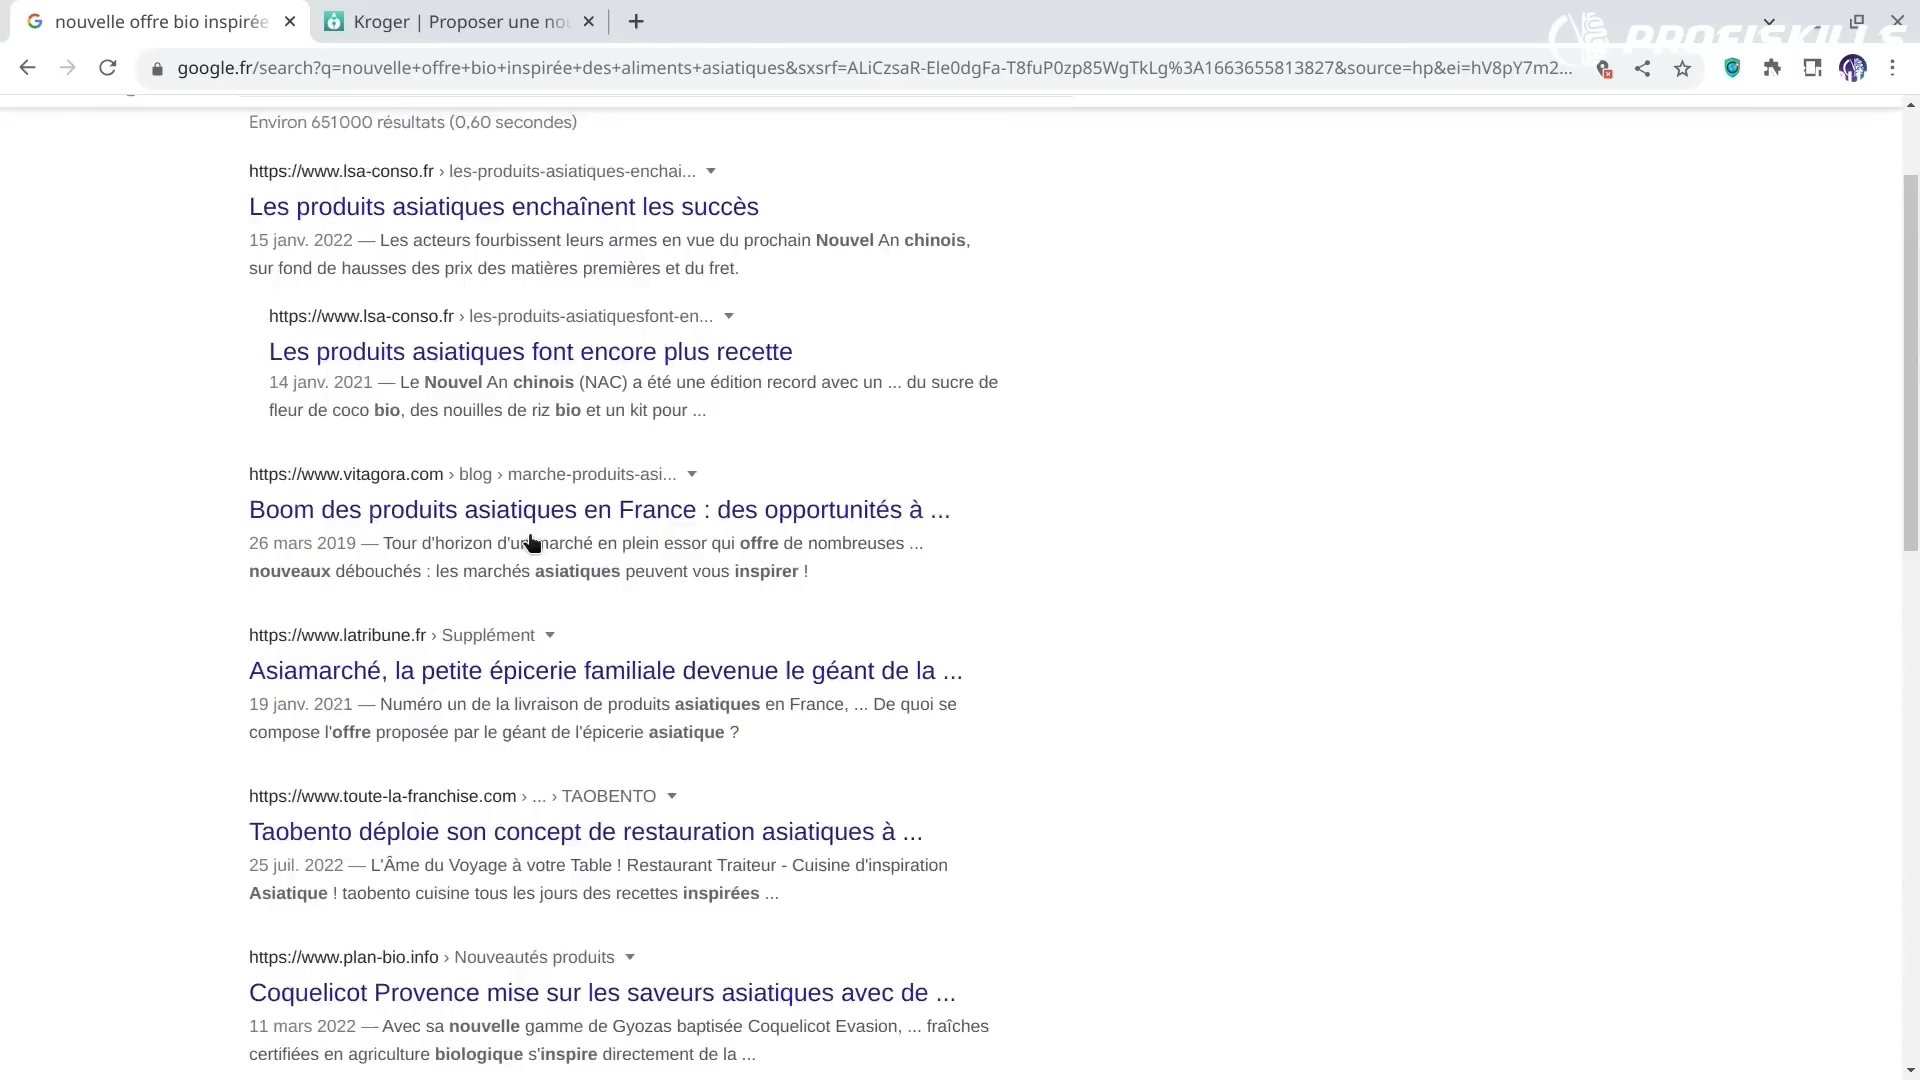 nouvelle offre bio inspirée
Kroger | Proposer une nou
PROFISKILLS
google.fr/search?q=nouvelle+offre+bio+inspirée+des+aliments+asiatiques&sxsrf=ALiCzsaR-Ele0dgFa-T8fuP0zp85WgTkLg%3A1663655813827&source=hp&ei=hV8pY7m2...
Environ 651 000 résultats (0,60 secondes)
https://www.lsa-conso.fr › les-produits-asiatiques-enchai...
Les produits asiatiques enchaînent les succès
15 janv. 2022 — Les acteurs fourbissent leurs armes en vue du prochain Nouvel An chinois,
sur fond de hausses des prix des matières premières et du fret.
https://www.lsa-conso.fr › les-produits-asiatiquesfont-en...
Les produits asiatiques font encore plus recette
14 janv. 2021 — Le Nouvel An chinois (NAC) a été une édition record avec un ... du sucre de
fleur de coco bio, des nouilles de riz bio et un kit pour ...
https://www.vitagora.com › blog › marche-produits-asi...
Boom des produits asiatiques en France : des opportunités à ...
26 mars 2019 — Tour d'horizon d'un marché en plein essor qui offre de nombreuses ...
nouveaux débouchés : les marchés asiatiques peuvent vous inspirer !
https://www.latribune.fr › Supplément
Asiamarché, la petite épicerie familiale devenue le géant de la ...
19 janv. 2021 — Numéro un de la livraison de produits asiatiques en France, ... De quoi se
compose l'offre proposée par le géant de l'épicerie asiatique ?
https://www.toute-la-franchise.com › ... › TAOBENTO
Taobento déploie son concept de restauration asiatiques à ...
25 juil. 2022 — L'Âme du Voyage à votre Table ! Restaurant Traiteur - Cuisine d'inspiration
Asiatique ! taobento cuisine tous les jours des recettes inspirées ...
https://www.plan-bio.info › Nouveautés produits
Coquelicot Provence mise sur les saveurs asiatiques avec de ...
11 mars 2022 — Avec sa nouvelle gamme de Gyozas baptisée Coquelicot Evasion, ... fraîches
certifiées en agriculture biologique s'inspire directement de la ...